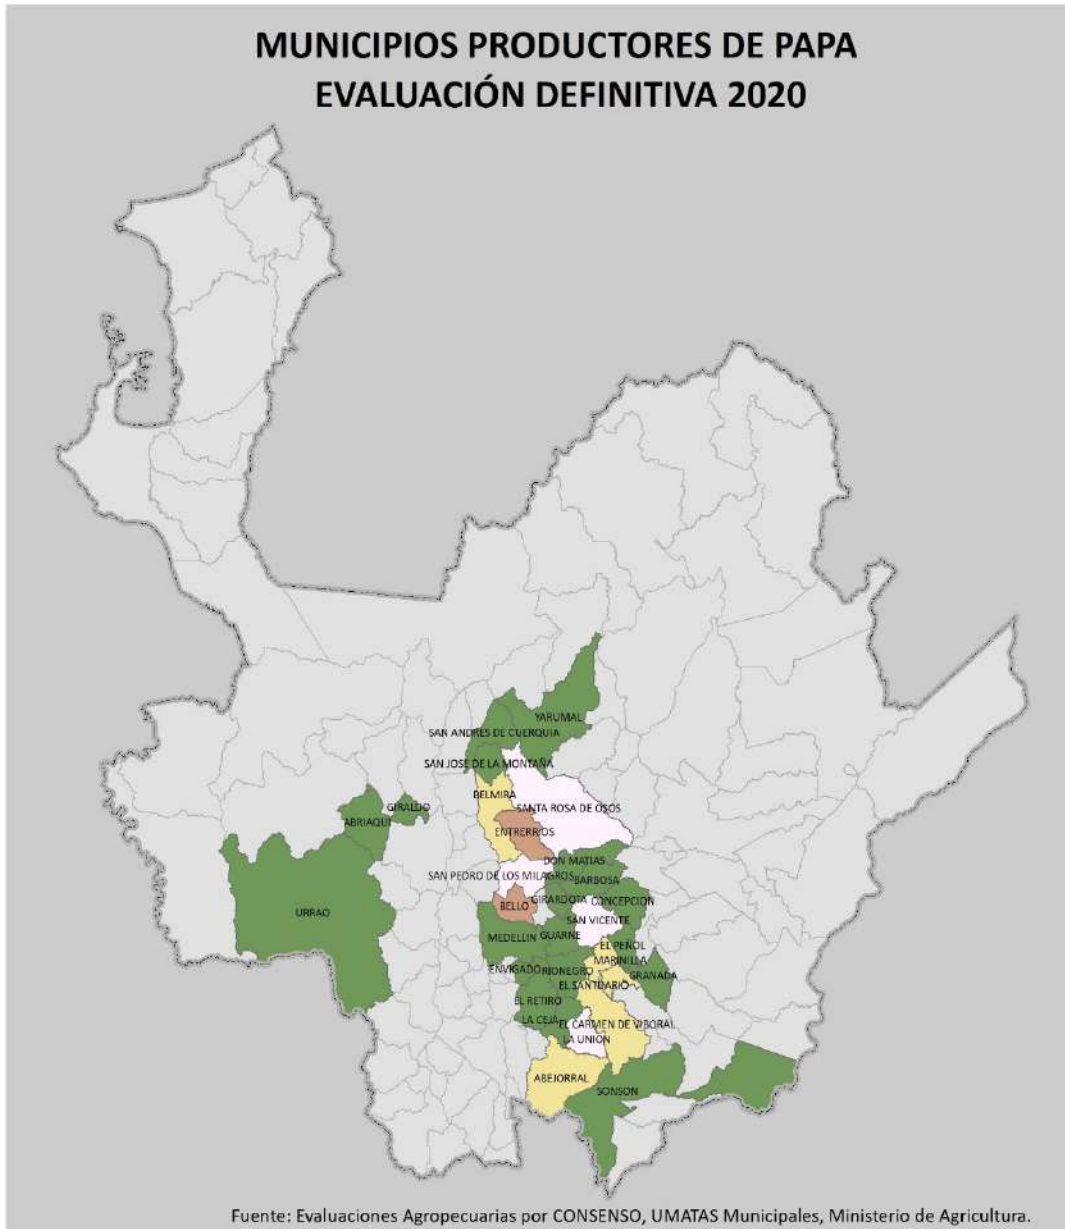 MUNICIPIOS PRODUCTORES DE PAPA
EVALUACIÓN DEFINITIVA 2020
YARUMAL
SAN ANDRES DE CUERQUIA
SAN JOSE DE LA MONTAÑA
BELMIRA
SANTA ROSA DE OSOS
GIRALDO
ABRIAQUI
ENTRERRIOS
DON MATIAS
SAN PEDRO DE LOS MILAGROS
BARBOSA
GIRARDOTA
CONCEPCION
BELLO
URRAO
SAN VICENTE
MEDELLIN
GUARNE
EL PEÑOL
MARINILLA
ENVIGADO
RIONEGRO
GRANADA
EL SANTUARIO
EL RETIRO
LA CEJA
EL CARMEN DE VIBORAL
LA UNION
ABEJORRAL
SONSON
Fuente: Evaluaciones Agropecuarias por CONSENSO, UMATAS Municipales, Ministerio de Agricultura.